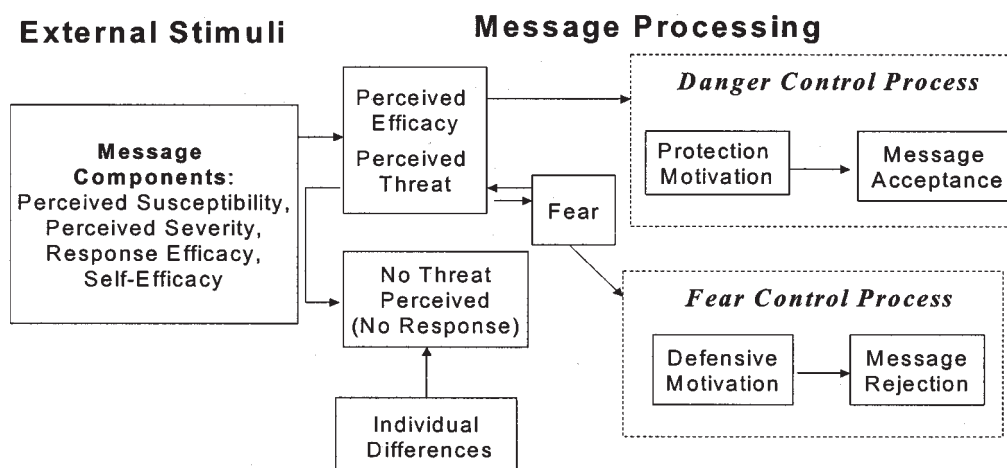 External Stimuli
Message Processing
Message
Components:
Perceived Susceptibility,
Perceived Severity,
Response Efficacy,
Self-Efficacy
Perceived
Efficacy
Perceived
Threat
Fear
No Threat
Perceived
(No Response)
Individual
Differences
Danger Control Process
Protection
Motivation
Message
Acceptance
Fear Control Process
Defensive
Motivation
Message
Rejection